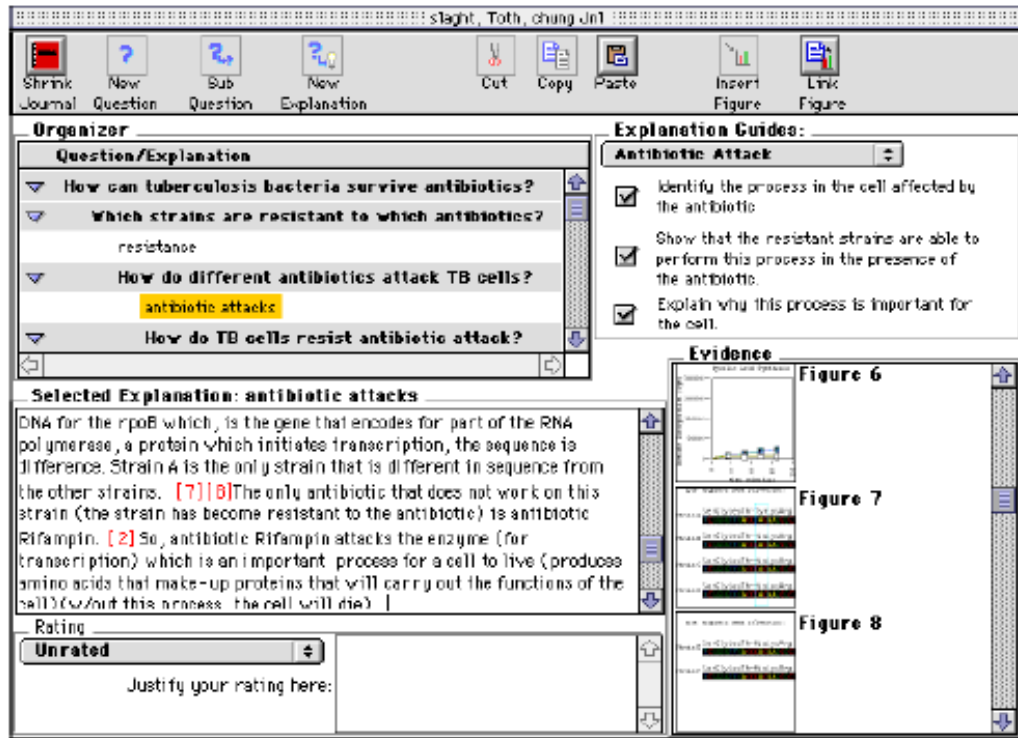 slaght, Toth, chung Jn1
Shrink Journal
New Question
Sub Question
New Explanation
Cut
Copy
Paste
Insert Figure
Link Figure
Organizer
Question/Explanation
How can tuberculosis bacteria survive antibiotics?
Which strains are resistant to which antibiotics?
resistance
How do different antibiotics attack TB cells?
antibiotic attacks
How do TB cells resist antibiotic attack?
Explanation Guides:
Antibiotic Attack
Identify the process in the cell affected by
the antibiotic
Show that the resistant strains are able to
perform this process in the presence of
the antibiotic.
Explain why this process is important for
the cell.
Selected Explanation: antibiotic attacks
DNA for the rpoB which, is the gene that encodes for part of the RNA
polymerase, a protein which initiates transcription, the sequence is
difference. Strain A is the only strain that is different in sequence from
the other strains. [7][8]The only antibiotic that does not work on this
strain (the strain has become resistant to the antibiotic) is antibiotic
Rifampin. [2] So, antibiotic Rifampin attacks the enzyme (for
transcription) which is an important process for a cell to live (produces
amino acids that make-up proteins that will carry out the functions of the
cell)(w/out this process, the cell will die)
Evidence
Figure 6
Figure 7
Figure 8
Rating
Unrated
Justify your rating here: